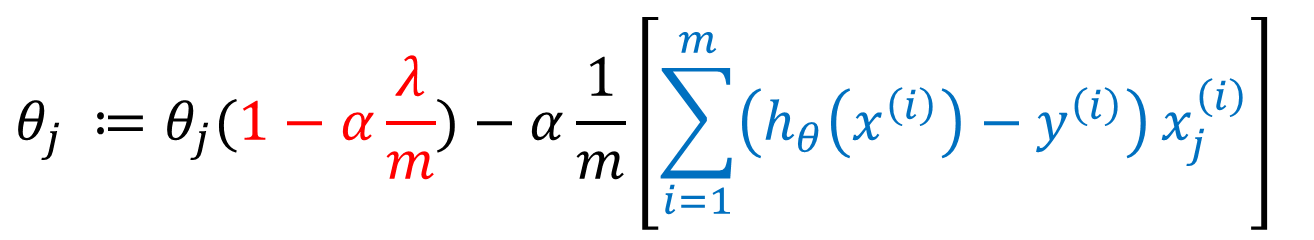 θ_j := θ_j(1 − α λ/m) − α 1/m [∑_{i=1}^{m} (h_θ(x^{(i)}) − y^{(i)}) x_j^{(i)}]